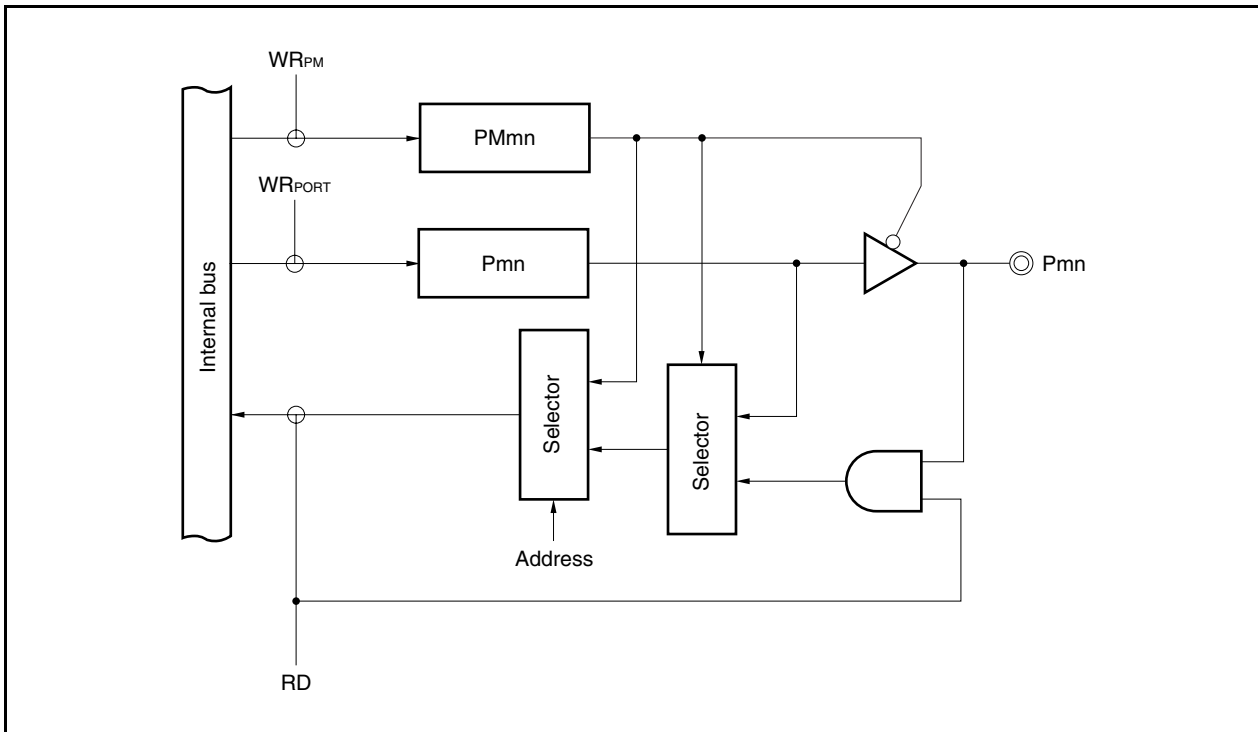 WRPM
PMmn
WRPORT
Pmn
Pmn
Internal bus
Selector
Selector
Address
RD